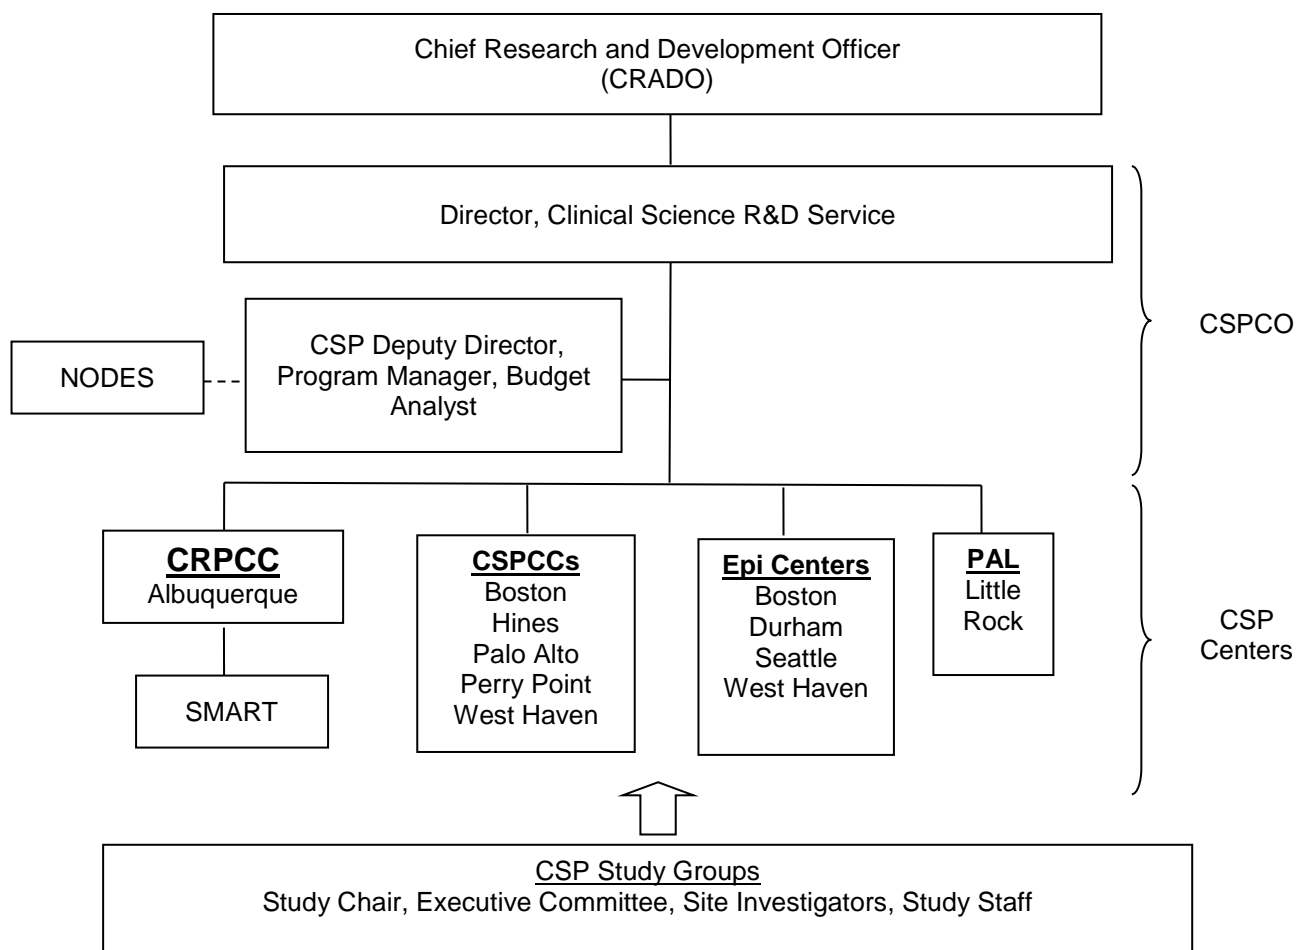 Chief Research and Development Officer
(CRADO)
Director, Clinical Science R&D Service
CSPCO
CSP Deputy Director,
Program Manager, Budget
Analyst
NODES
CRPCC
Albuquerque
SMART
CSPCCs
Boston
Hines
Palo Alto
Perry Point
West Haven
Epi Centers
Boston
Durham
Seattle
West Haven
PAL
Little
Rock
CSP
Centers
CSP Study Groups
Study Chair, Executive Committee, Site Investigators, Study Staff